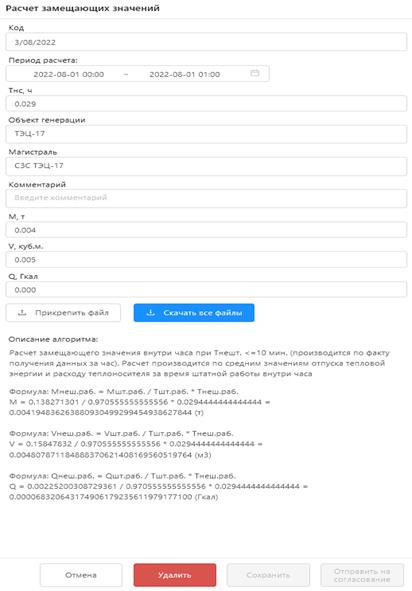 Расчет замещающих значений
Код
3/08/2022
Период расчета:
2022-08-01 00:00 ~ 2022-08-01 01:00
Тнс, ч
0.029
Объект генерации
ТЭЦ-17
Магистраль
СЗС ТЭЦ-17
Комментарий
Введите комментарий
М, т
0.004
V, куб.м.
0.005
Q, Гкал
0.000
Прикрепить файл Скачать все файлы
Описание алгоритма:
Расчет замещающего значения внутри часа при Тнешт. <=10 мин. (производится по факту
получения данных за час). Расчет производится по средним значениям отпуска тепловой
энергии и расходу теплоносителя за время штатной работы внутри часа
Формула: Mнеш.раб. = Mшт.раб. / Тшт.раб. * Тнеш.раб.
M = 0.138271301 / 0.970555555555556 * 0.0294444444444444 =
0.00419483626388093049929945493862784​4 (т)
Формула: Vнеш.раб. = Vшт.раб. / Тшт.раб. * Тнеш.раб.
V = 0.15847832 / 0.970555555555556 * 0.0294444444444444 =
0.00480787118488837062140816956051976​4 (м3)
Формула: Qнеш.раб. = Qшт.раб. / Тшт.раб. * Тнеш.раб.
Q = 0.00225200308729361 / 0.970555555555556 * 0.0294444444444444 =
0.0000683206431749061792356119791771​00 (Гкал)
Отмена Удалить Сохранить Отправить на
согласование